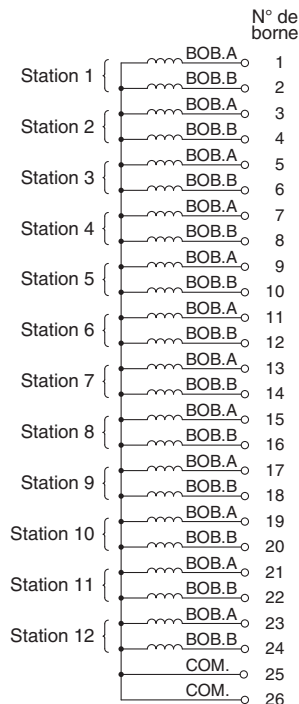 N° de
borne
Station 1
BOB.A 1
BOB.B 2
Station 2
BOB.A 3
BOB.B 4
Station 3
BOB.A 5
BOB.B 6
Station 4
BOB.A 7
BOB.B 8
Station 5
BOB.A 9
BOB.B 10
Station 6
BOB.A 11
BOB.B 12
Station 7
BOB.A 13
BOB.B 14
Station 8
BOB.A 15
BOB.B 16
Station 9
BOB.A 17
BOB.B 18
Station 10
BOB.A 19
BOB.B 20
Station 11
BOB.A 21
BOB.B 22
Station 12
BOB.A 23
BOB.B 24
COM. 25
COM. 26